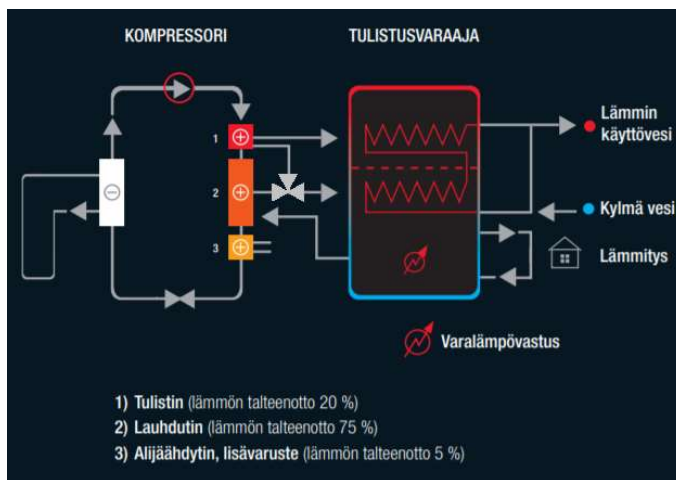 KOMPRESSORI
TULISTUSVARAAJA
1
2
3
Lämmin
käyttövesi
Kylmä vesi
Lämmitys
Varalämpövastus
1) Tulistin (lämmön talteenotto 20 %)
2) Lauhdutin (lämmön talteenotto 75 %)
3) Alijäähdytin, lisävaruste (lämmön talteenotto 5 %)